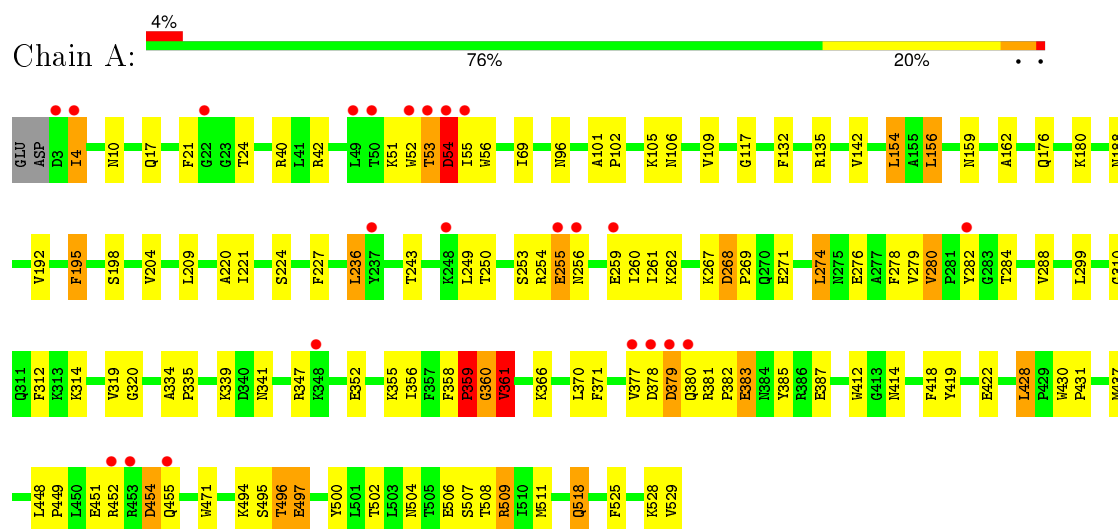 4%
Chain A:
76% 20% • •
GLU ASP D3 I4 N10 Q17 F21 G22 G23 T24 R40 L41 R42 L49 T50 K51 W52 T53 D54 I55 W56 I69 N96 A101 P102 K105 N106 V109 G117 F132 R135 V142 L154 A155 L156 N159 A162 Q176 K180
V192 F195 S198 V204 L209 A220 I221 S224 F227 L236 Y237 T243 K248 L249 T250 S253 R254 E255 N256 E259 I260 I261 K262 K267 D268 P269 Q270 E271 L274 N275 E276 A277 F278 V279 V280 P281 Y282 G283 T284 V288 L299
Q311 F312 K313 K314 V319 G320 A334 P335 K339 D340 N341 R347 K348 E352 K355 I356 F357 F358 P359 G360 V361 K366 L370 F371 V377 D378 D379 Q380 R381 P382 E383 N384 Y385 R386 E387 W412 G413 N414 F418 Y419 E422 L428 P429 W430 P431
L448 P449 L450 E451 R452 R453 D454 Q455 W471 K494 S495 T496 E497 Y500 L501 T502 L503 N504 T505 E506 S507 T508 R509 I510 M511 Q518 F525 K528 V529